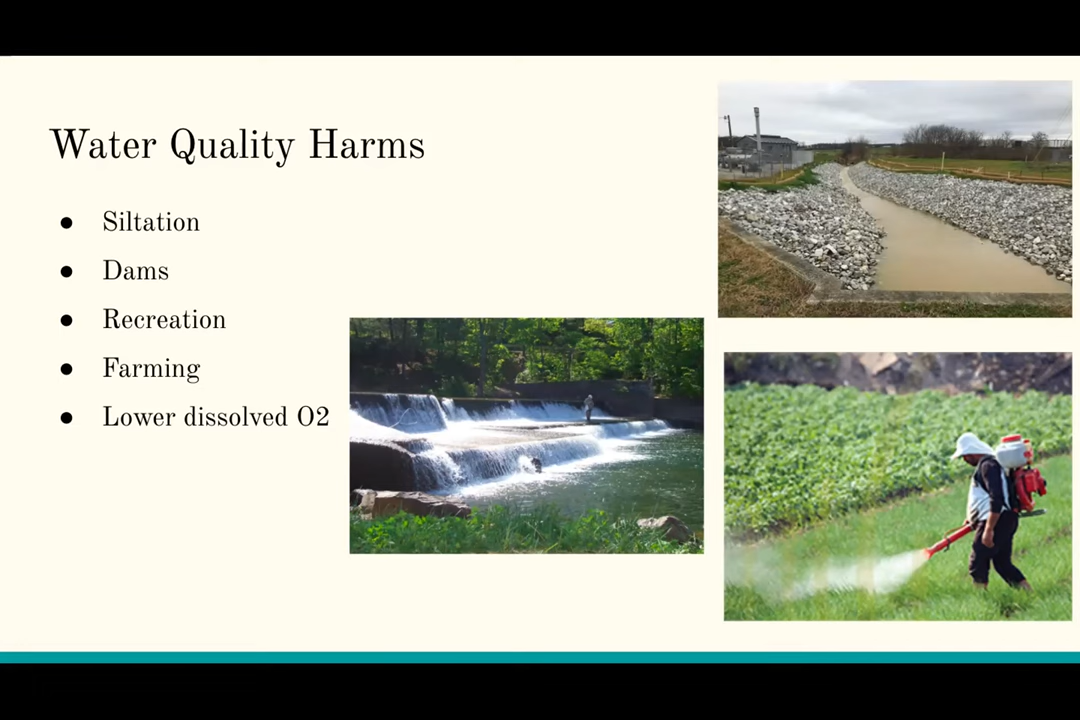 Water Quality Harms
● Siltation
● Dams
● Recreation
● Farming
● Lower dissolved O2